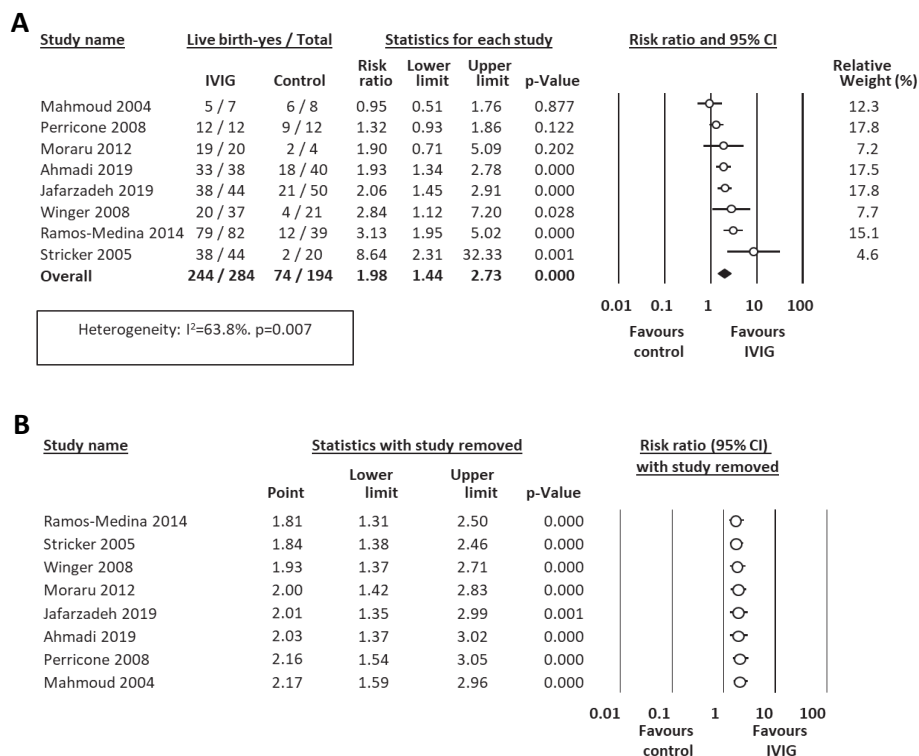 A
Study name Live birth-yes / Total Statistics for each study Risk ratio and 95% CI
IVIG Control Risk ratio Lower limit Upper limit p-Value Relative Weight (%)
Mahmoud 2004 5 / 7 6 / 8 0.95 0.51 1.76 0.877 12.3
Perricone 2008 12 / 12 9 / 12 1.32 0.93 1.86 0.122 17.8
Moraru 2012 19 / 20 2 / 4 1.90 0.71 5.09 0.202 7.2
Ahmadi 2019 33 / 38 18 / 40 1.93 1.34 2.78 0.000 17.5
Jafarzadeh 2019 38 / 44 21 / 50 2.06 1.45 2.91 0.000 17.8
Winger 2008 20 / 37 4 / 21 2.84 1.12 7.20 0.028 7.7
Ramos-Medina 2014 79 / 82 12 / 39 3.13 1.95 5.02 0.000 15.1
Stricker 2005 38 / 44 2 / 20 8.64 2.31 32.33 0.001 4.6
Overall 244 / 284 74 / 194 1.98 1.44 2.73 0.000
0.01 0.1 1 10 100
Favours control Favours IVIG
Heterogeneity: I²=63.8%. p=0.007
B
Study name Statistics with study removed Risk ratio (95% CI) with study removed
Point Lower limit Upper limit p-Value
Ramos-Medina 2014 1.81 1.31 2.50 0.000
Stricker 2005 1.84 1.38 2.46 0.000
Winger 2008 1.93 1.37 2.71 0.000
Moraru 2012 2.00 1.42 2.83 0.000
Jafarzadeh 2019 2.01 1.35 2.99 0.001
Ahmadi 2019 2.03 1.37 3.02 0.000
Perricone 2008 2.16 1.54 3.05 0.000
Mahmoud 2004 2.17 1.59 2.96 0.000
0.01 0.1 1 10 100
Favours control Favours IVIG